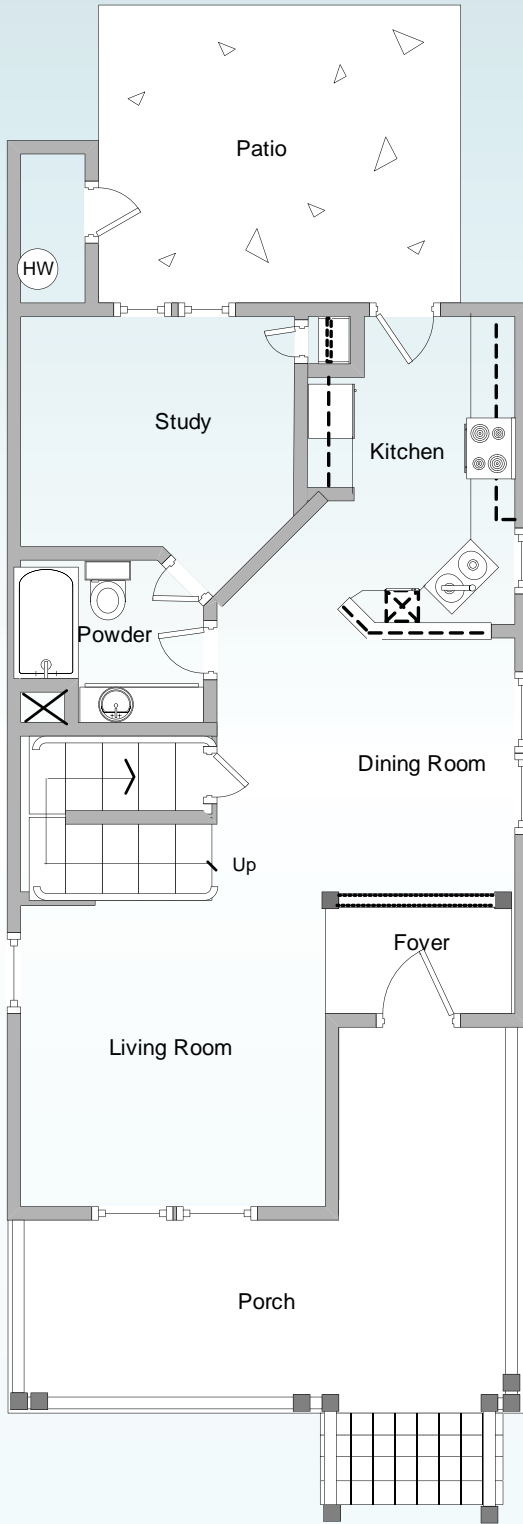 Patio
HW
Study
Kitchen
Powder
Dining Room
Up
Foyer
Living Room
Porch